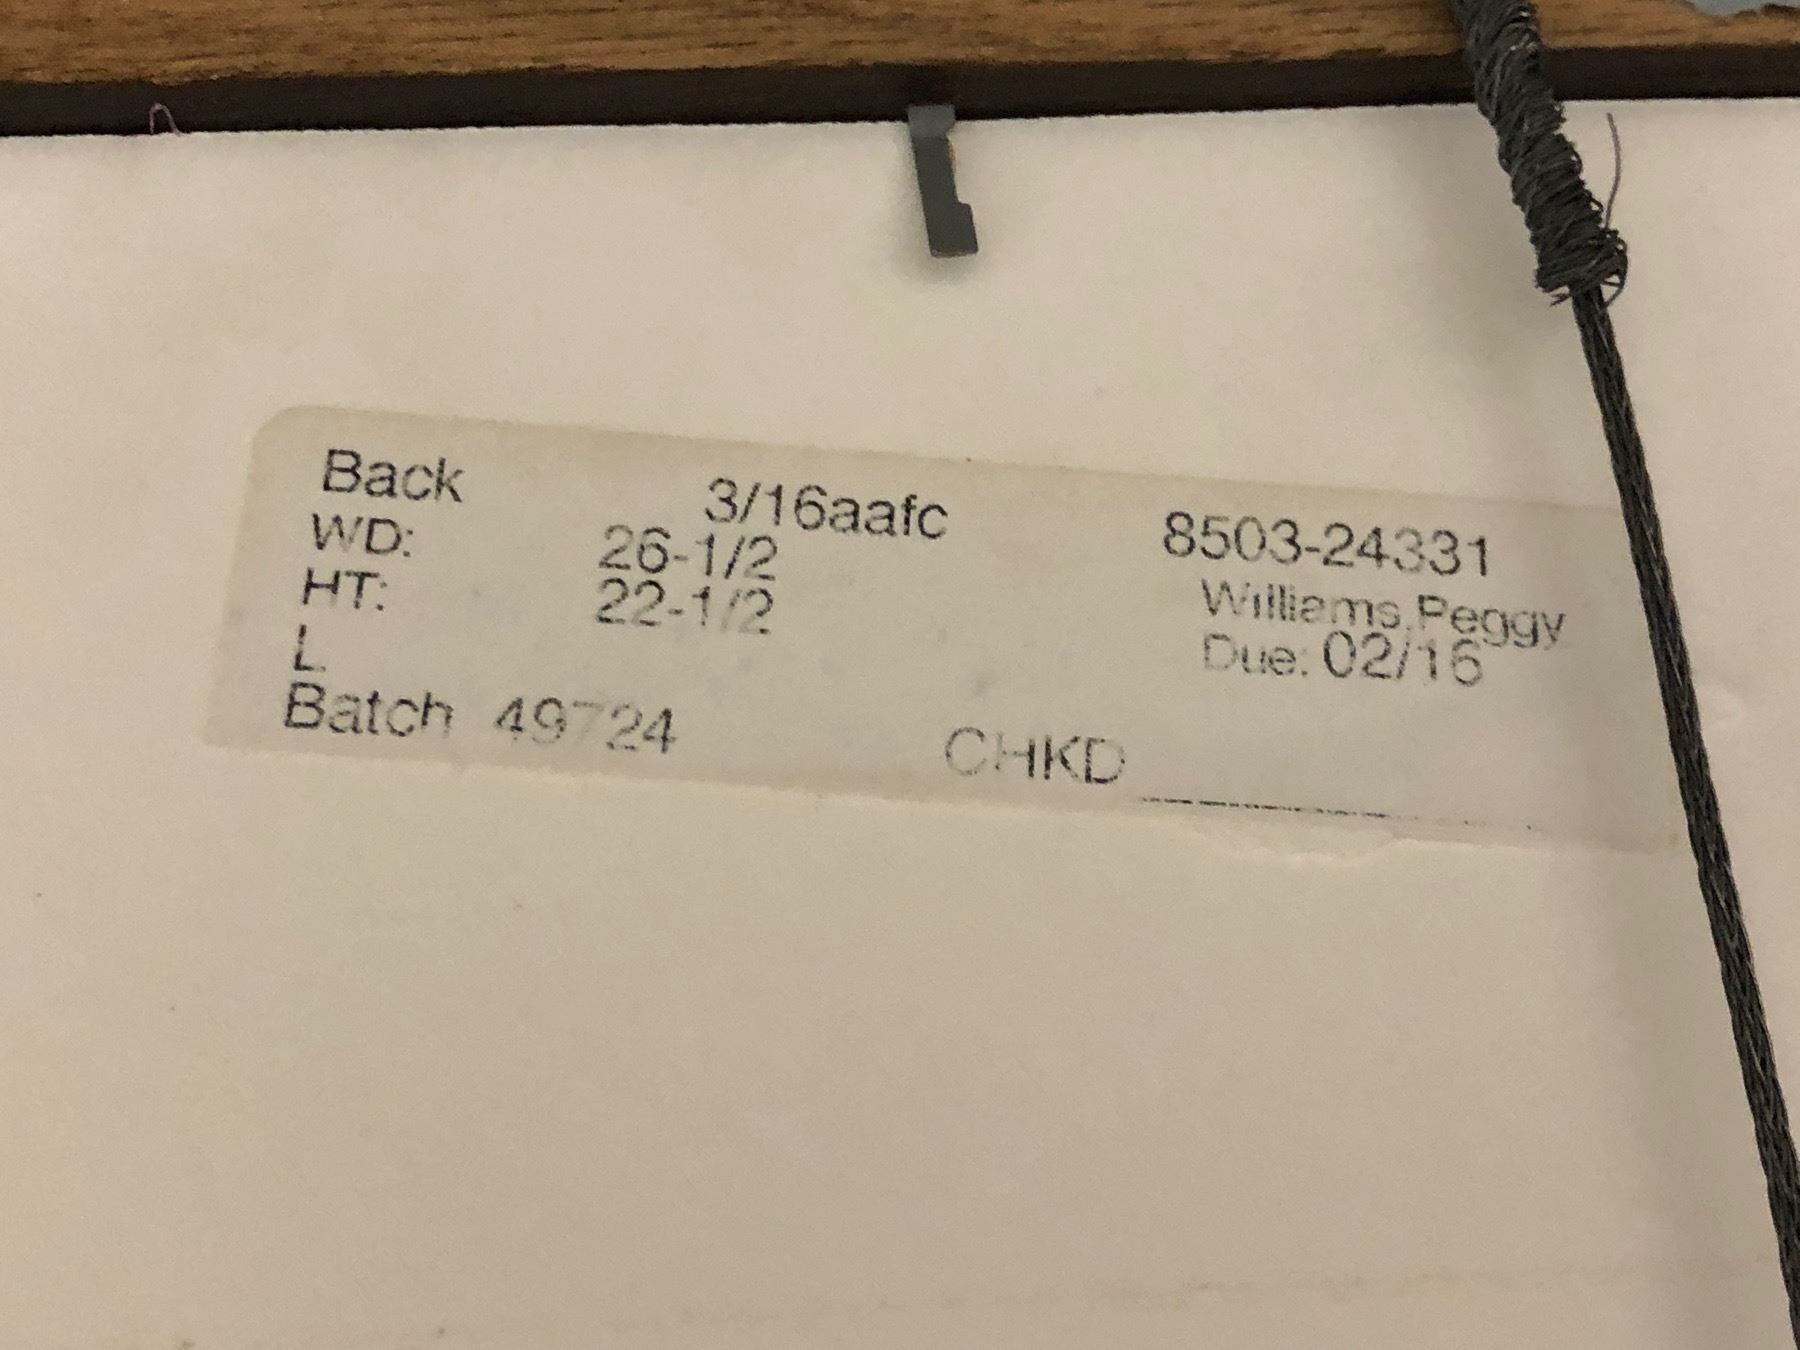 Back 3/16aafc 8503-24331
WD: 26-1/2 Williams, Peggy
HT: 22-1/2 Due: 02/16
L
Batch 49724 CHKD